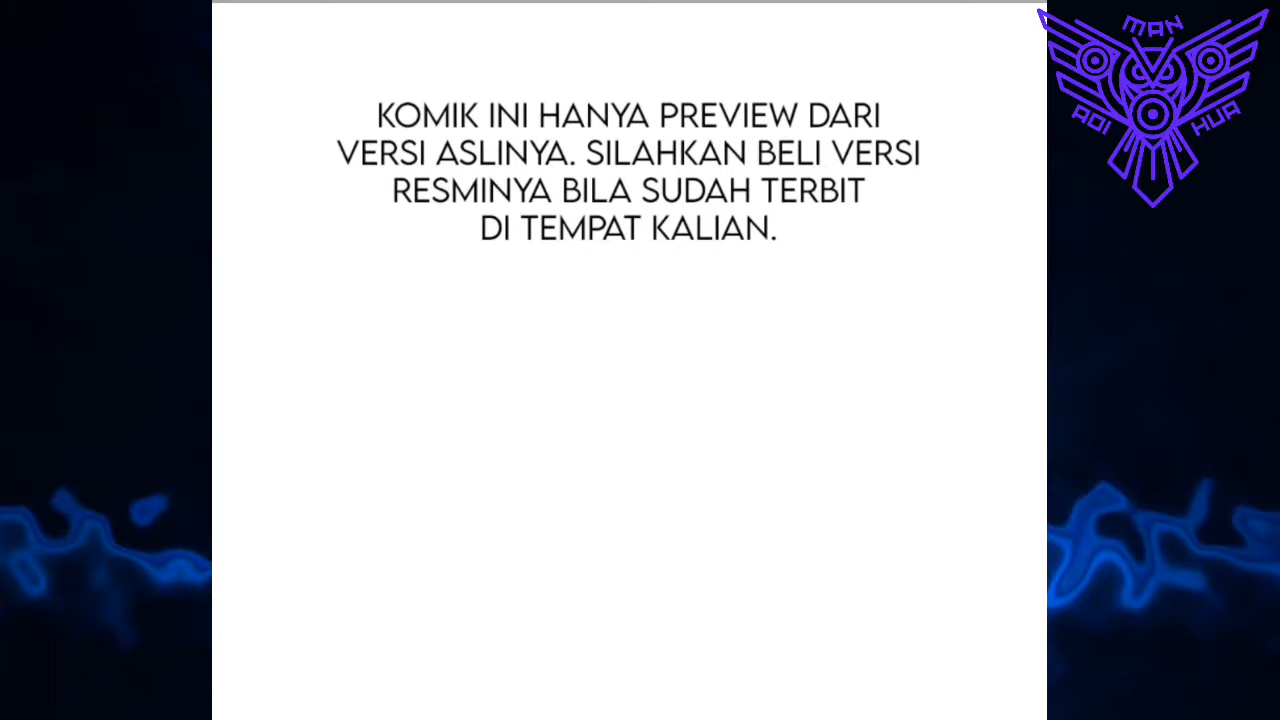 KOMIK INI HANYA PREVIEW DARI
VERSI ASLINYA. SILAHKAN BELI VERSI
RESMINYA BILA SUDAH TERBIT
DI TEMPAT KALIAN.
MAN
AOI
HUA